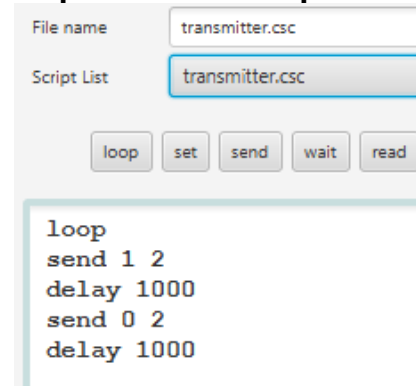 File name transmitter.csc
Script List transmitter.csc
loop set send wait read
loop
send 1 2
delay 1000
send 0 2
delay 1000